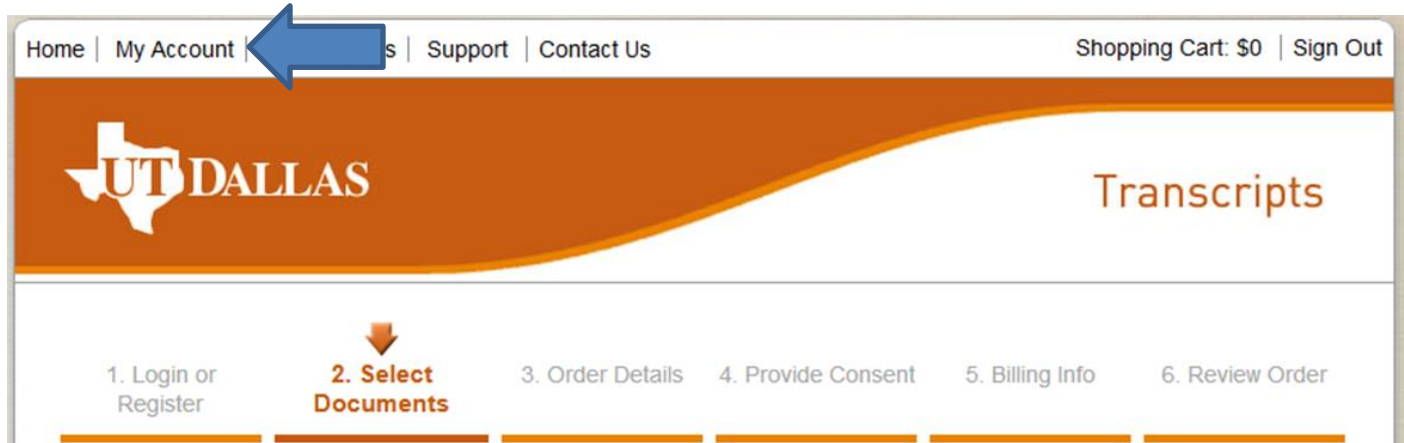 Home | My Account | s | Support | Contact Us Shopping Cart: $0 | Sign Out
UT DALLAS
Transcripts
1. Login or Register
2. Select Documents
3. Order Details
4. Provide Consent
5. Billing Info
6. Review Order